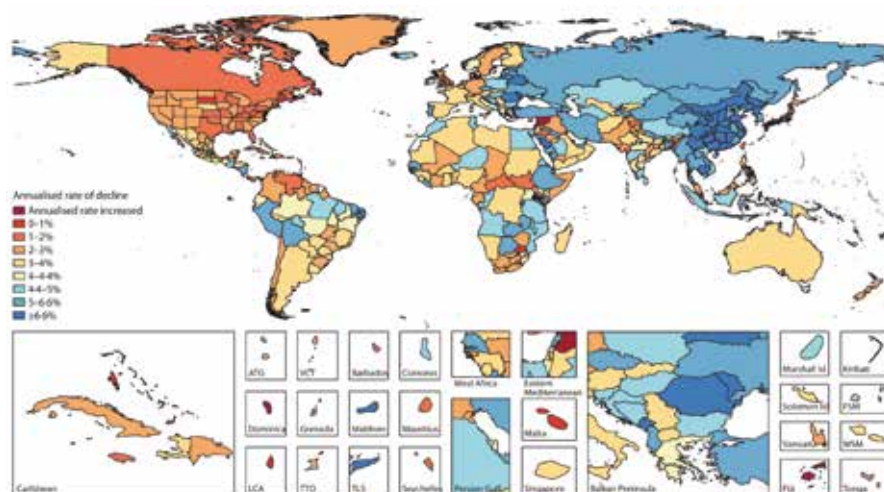 Annualised rate of decline
Annualised rate increased
0–1%
1–2%
2–3%
3–4%
4–4·4%
4·4–5%
5–6·6%
≥6·6%
Caribbean
ATG
VCT
Barbados
Comoros
Dominica
Grenada
Maldives
Mauritius
LCA
TTO
TLS
Seychelles
West Africa
Eastern
Mediterranean
Persian Gulf
Malta
Singapore
Balkan Peninsula
Marshall Isl
Kiribati
Solomon Isl
FSM
Vanuatu
WSM
Fiji
Tonga